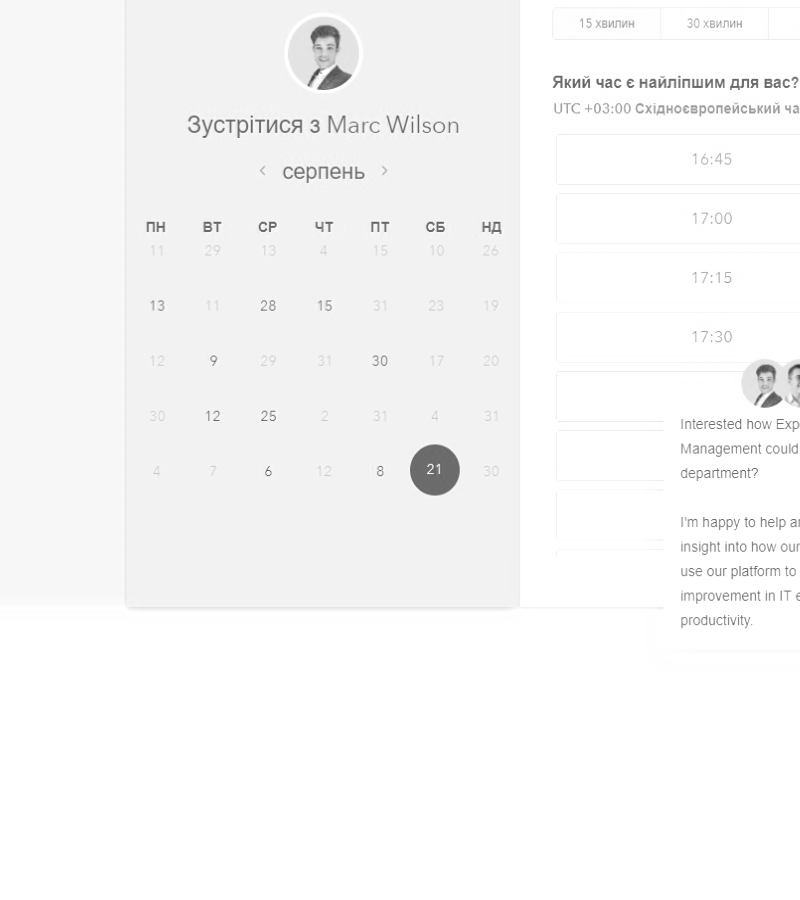 15 хвилин 30 хвилин
Зустрітися з Marc Wilson
серпень
ПН ВТ СР ЧТ ПТ СБ НД
11 29 13 4 15 10 26
13 11 28 15 31 23 19
12 9 29 31 30 17 20
30 12 25 2 31 4 31
4 7 6 12 8 21 30
Який час є найліпшим для вас?
UTC +03:00 Східноєвропейський ча
16:45
17:00
17:15
17:30
Interested how Exp
Management could
department?
I'm happy to help a
insight into how our
use our platform to
improvement in IT e
productivity.